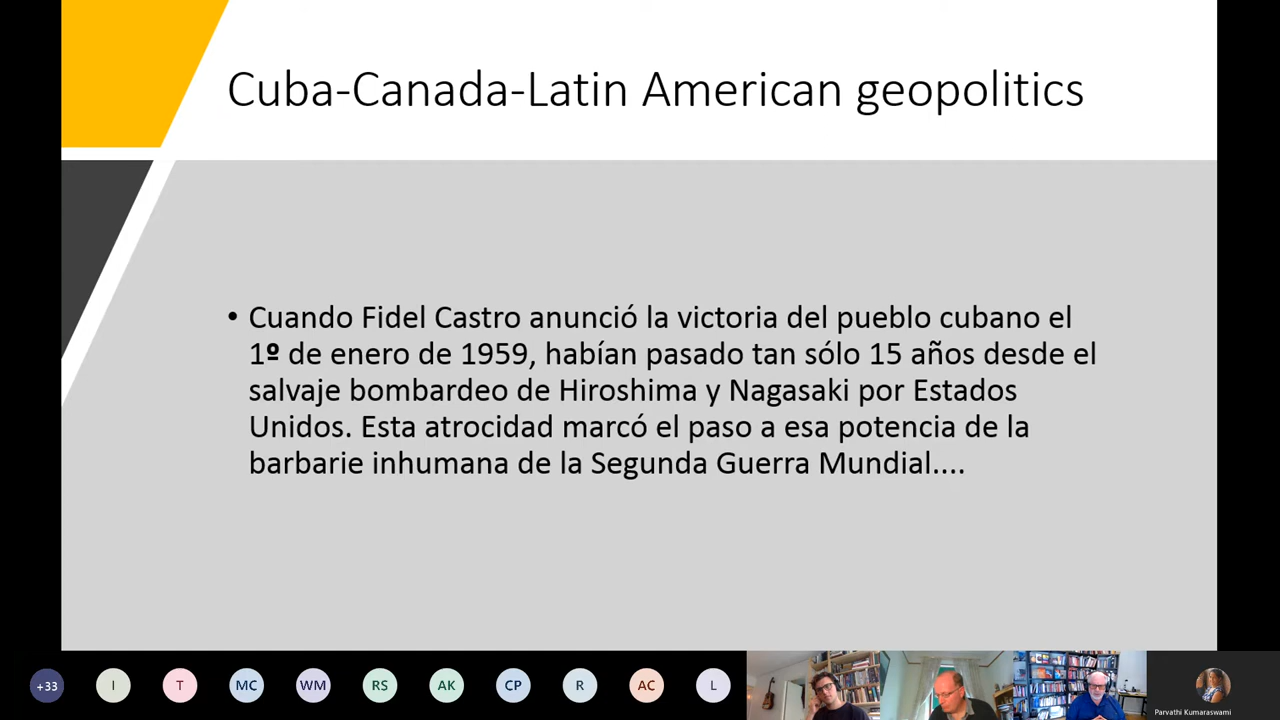 Cuba-Canada-Latin American geopolitics
• Cuando Fidel Castro anunció la victoria del pueblo cubano el
1º de enero de 1959, habían pasado tan sólo 15 años desde el
salvaje bombardeo de Hiroshima y Nagasaki por Estados
Unidos. Esta atrocidad marcó el paso a esa potencia de la
barbarie inhumana de la Segunda Guerra Mundial....
+33 I T MC WM RS AK CP R AC L
Parvathi Kumaraswami